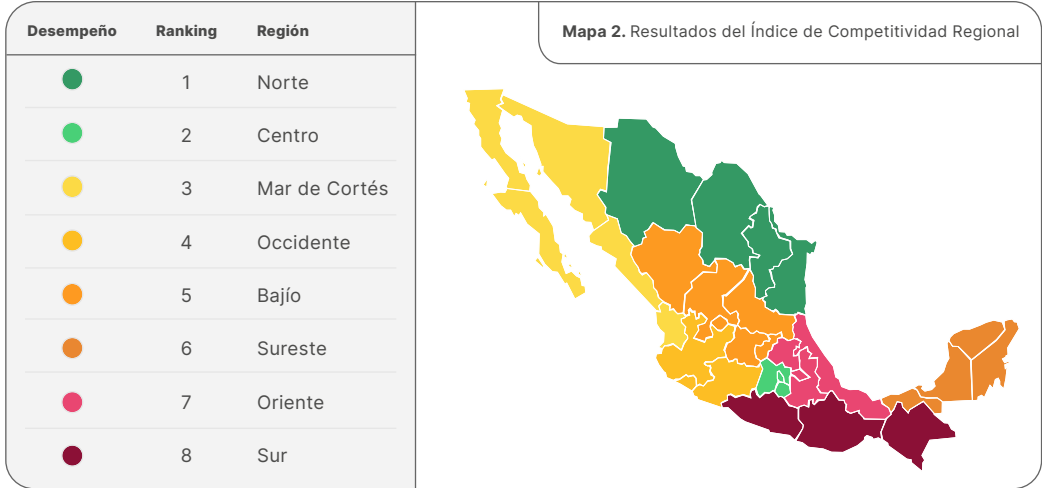 Desempeño Ranking Región
1 Norte
2 Centro
3 Mar de Cortés
4 Occidente
5 Bajío
6 Sureste
7 Oriente
8 Sur
Mapa 2. Resultados del Índice de Competitividad Regional